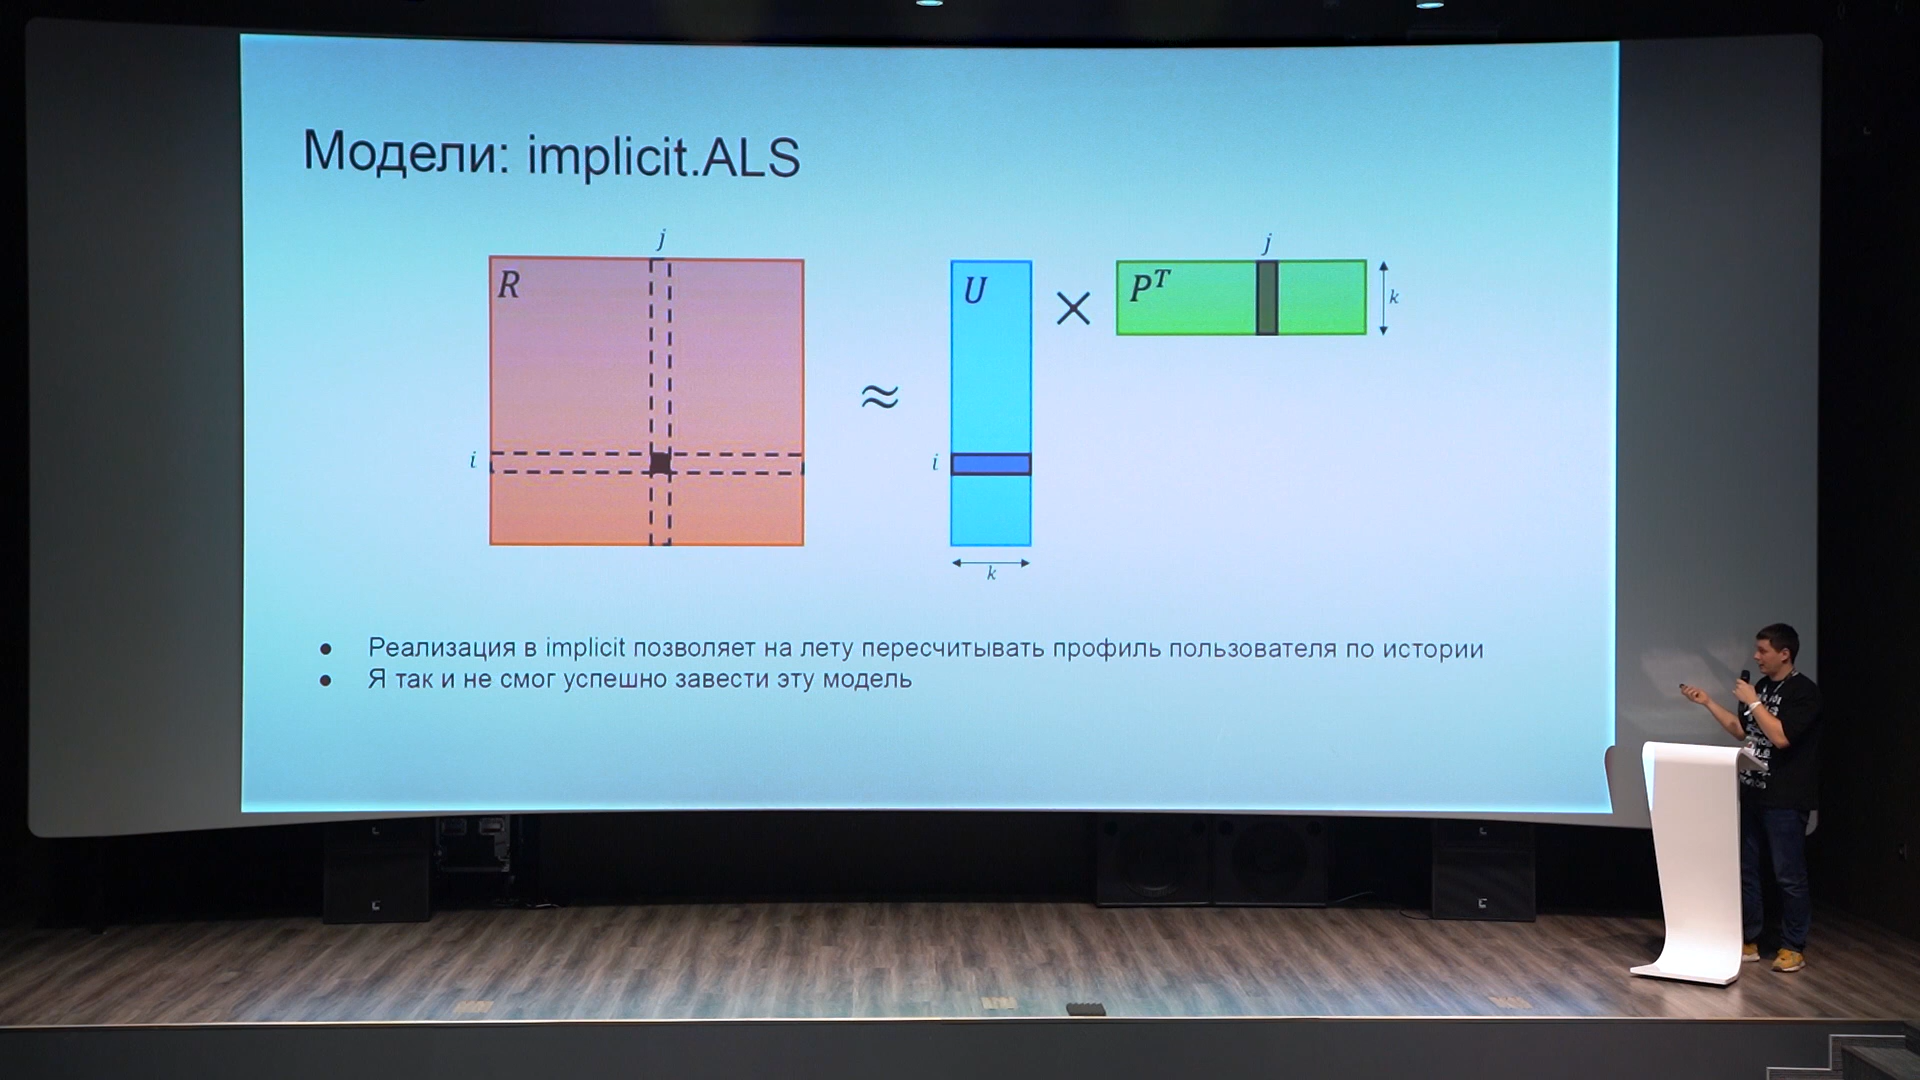 Модели: implicit.ALS
j
R
i
≈
U
i
k
×
j
P^T
k
● Реализация в implicit позволяет на лету пересчитывать профиль пользователя по истории
● Я так и не смог успешно завести эту модель